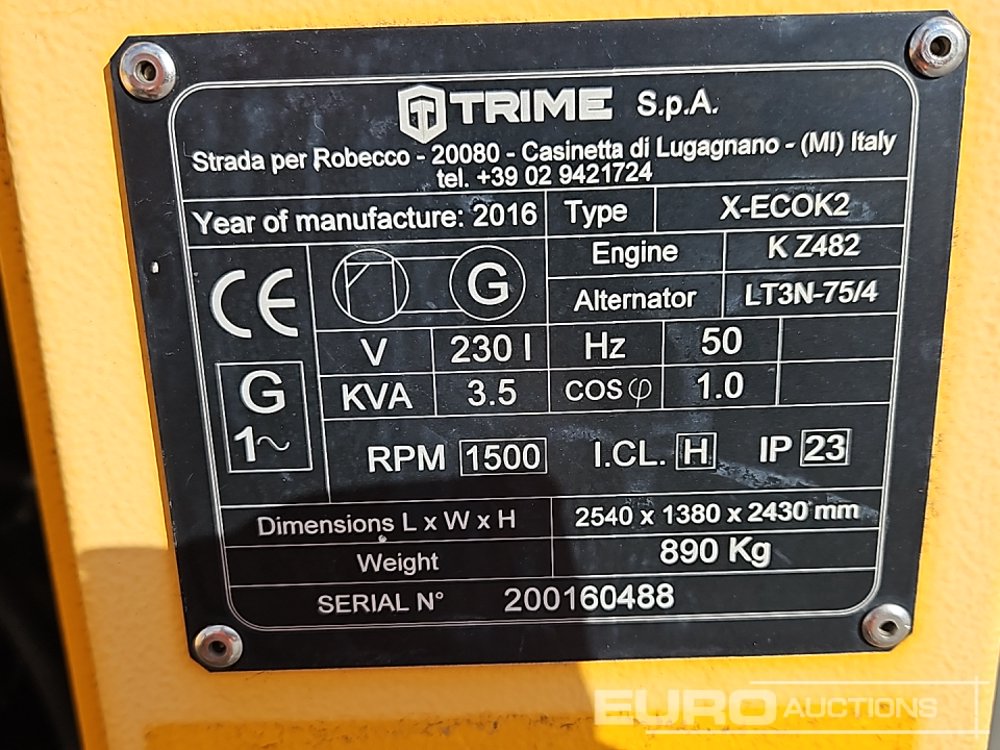 TRIME S.p.A.
Strada per Robecco - 20080 - Casinetta di Lugagnano - (MI) Italy
tel. +39 02 9421724
Year of manufacture: 2016 Type X-ECOK2
Engine K Z482
CE G Alternator LT3N-75/4
V 230 I Hz 50
G KVA 3.5 COS φ 1.0
1~ RPM 1500 I.CL. H IP 23
Dimensions L x W x H 2540 x 1380 x 2430 mm
Weight 890 Kg
SERIAL N° 200160488
EURO AUCTIONS